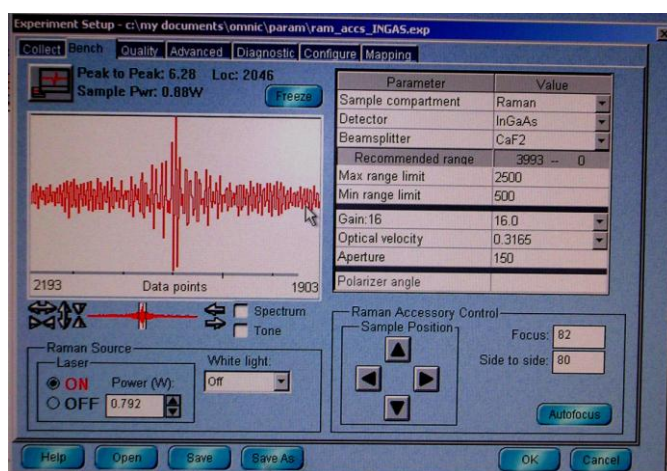 Experiment Setup - c:\my documents\omnic\param\ram_accs_INGAS.exp
Collect Bench Quality Advanced Diagnostic Configure Mapping
Peak to Peak: 6.28 Loc: 2046
Sample Pwr: 0.88W
Freeze
2193 Data points 1903
Spectrum
Tone
Parameter Value
Sample compartment Raman
Detector InGaAs
Beamsplitter CaF2
Recommended range 3993 -- 0
Max range limit 2500
Min range limit 500
Gain:16 16.0
Optical velocity 0.3165
Aperture 150
Polarizer angle
Raman Source
Laser
ON Power (W):
OFF 0.792
White light:
Off
Raman Accessory Control
Sample Position
Focus: 82
Side to side: 80
Autofocus
Help Open Save Save As OK Cancel